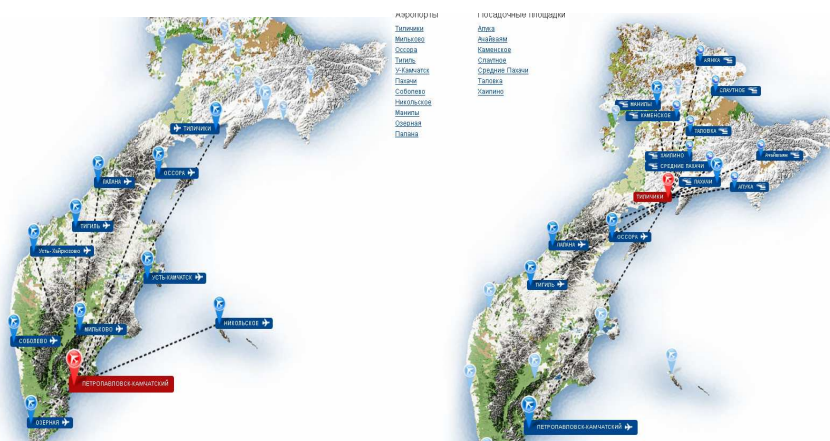 Аэропорты
Тиличики
Мильково
Оссора
Тигиль
У-Камчатск
Пахачи
Соболево
Никольское
Манилы
Озерная
Палана
Посадочные площадки
Апука
Ачайваям
Каменское
Слаутное
Средние Пахачи
Таловка
Хаилино
ТИЛИЧИКИ
ОССОРА
ПАЛАНА
ТИГИЛЬ
Усть-Хайрюзово
УСТЬ-КАМЧАТСК
НИКОЛЬСКОЕ
МИЛЬКОВО
СОБОЛЕВО
ПЕТРОПАВЛОВСК-КАМЧАТСКИЙ
ОЗЕРНАЯ
АЯНКА
СЛАУТНОЕ
МАНИЛЫ
КАМЕНСКОЕ
ТАЛОВКА
ХАИЛИНО
Ачайваям
СРЕДНИЕ ПАХАЧИ
ПАХАЧИ
АПУКА
ТИЛИЧИКИ
ОССОРА
ПАЛАНА
ТИГИЛЬ
ПЕТРОПАВЛОВСК-КАМЧАТСКИЙ